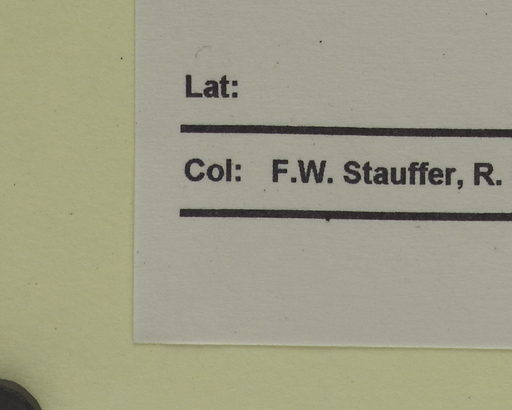 Lat:
Col: F.W. Stauffer, R.